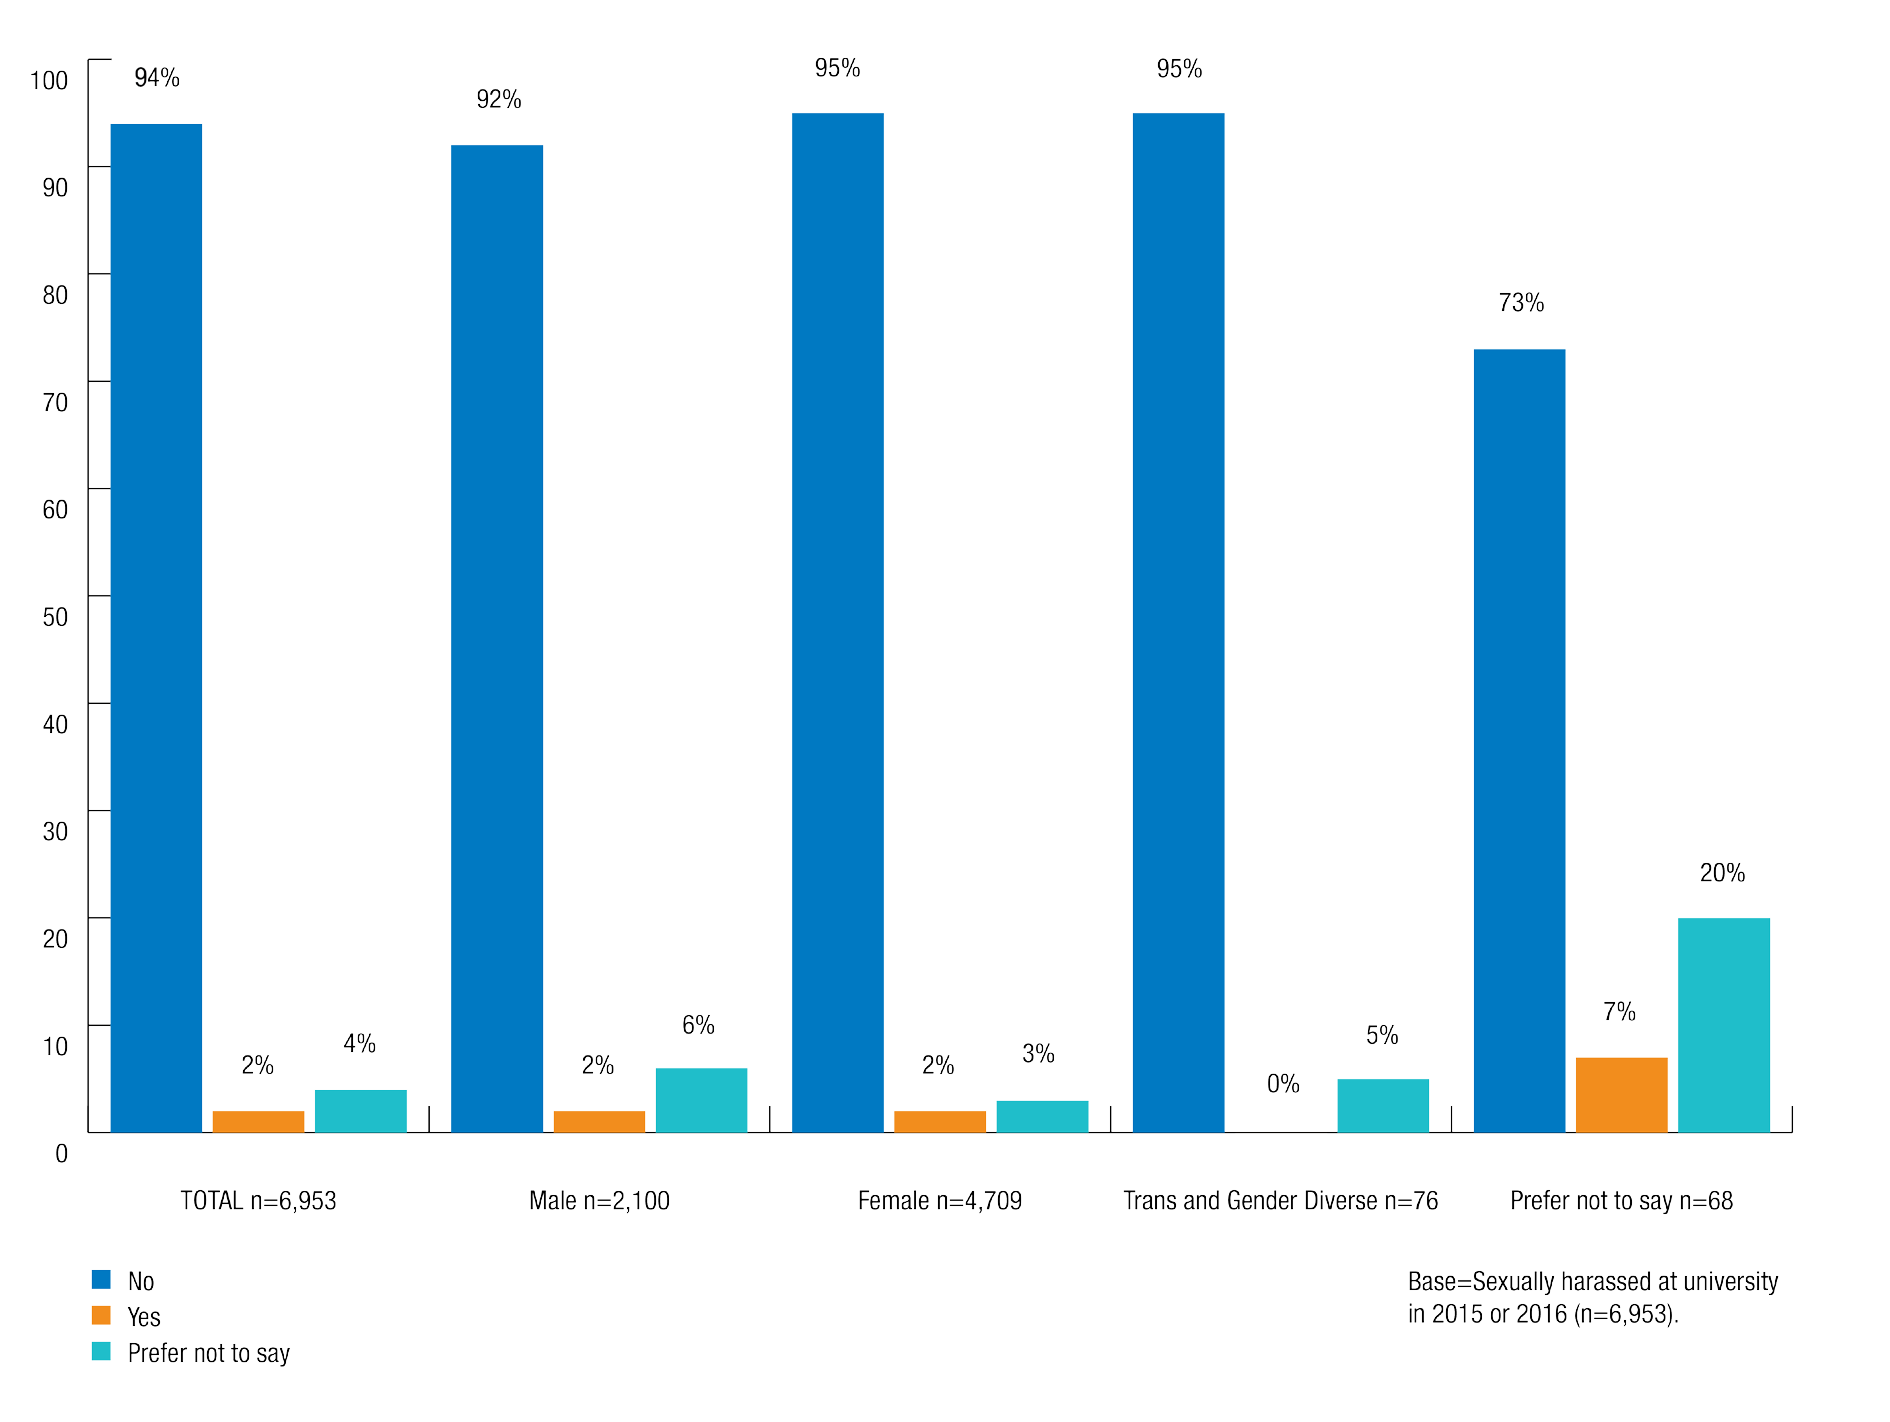 100
90
80
70
60
50
40
30
20
10
0
94%
2%
4%
92%
2%
6%
95%
2%
3%
95%
0%
5%
73%
7%
20%
TOTAL n=6,953
Male n=2,100
Female n=4,709
Trans and Gender Diverse n=76
Prefer not to say n=68
No
Yes
Prefer not to say
Base=Sexually harassed at university
in 2015 or 2016 (n=6,953).